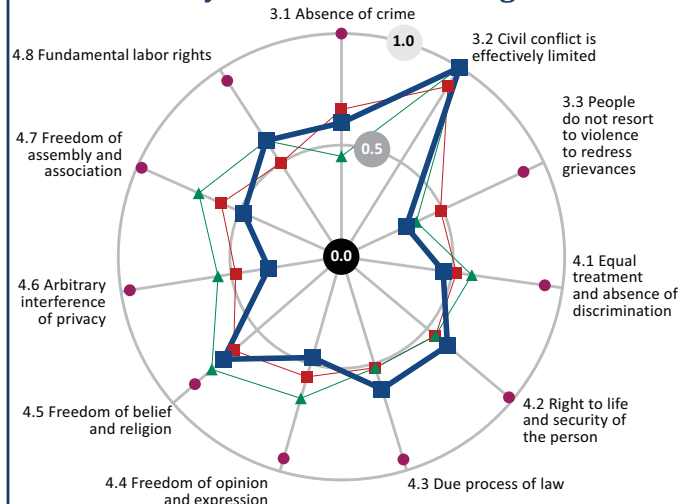 3.1 Absence of crime
1.0
3.2 Civil conflict is
effectively limited
4.8 Fundamental labor rights
3.3 People
do not resort
to violence
to redress
grievances
0.5
4.7 Freedom of
assembly and
association
0.0
4.1 Equal
treatment
and absence of
discrimination
4.6 Arbitrary
interference
of privacy
4.2 Right to life
and security of
the person
4.5 Freedom of belief
and religion
4.4 Freedom of opinion
and expression
4.3 Due process of law